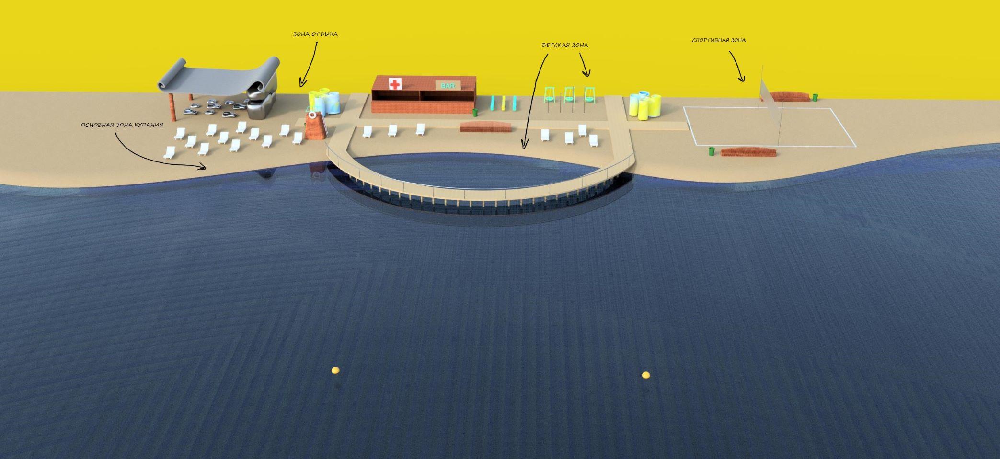 ЗОНА ОТДЫХА
ДЕТСКАЯ ЗОНА
СПОРТИВНАЯ ЗОНА
BAR
ОСНОВНАЯ ЗОНА КУПАНИЯ